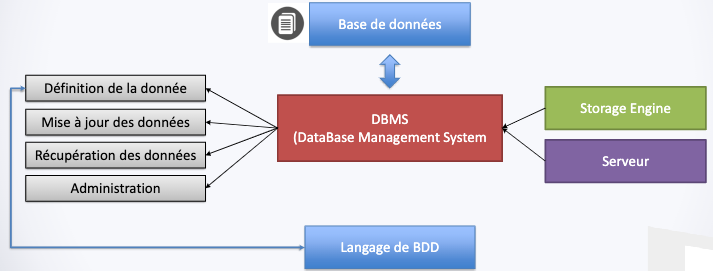 Base de données
Définition de la donnée
Mise à jour des données
Récupération des données
Administration
DBMS
(DataBase Management System
Storage Engine
Serveur
Langage de BDD